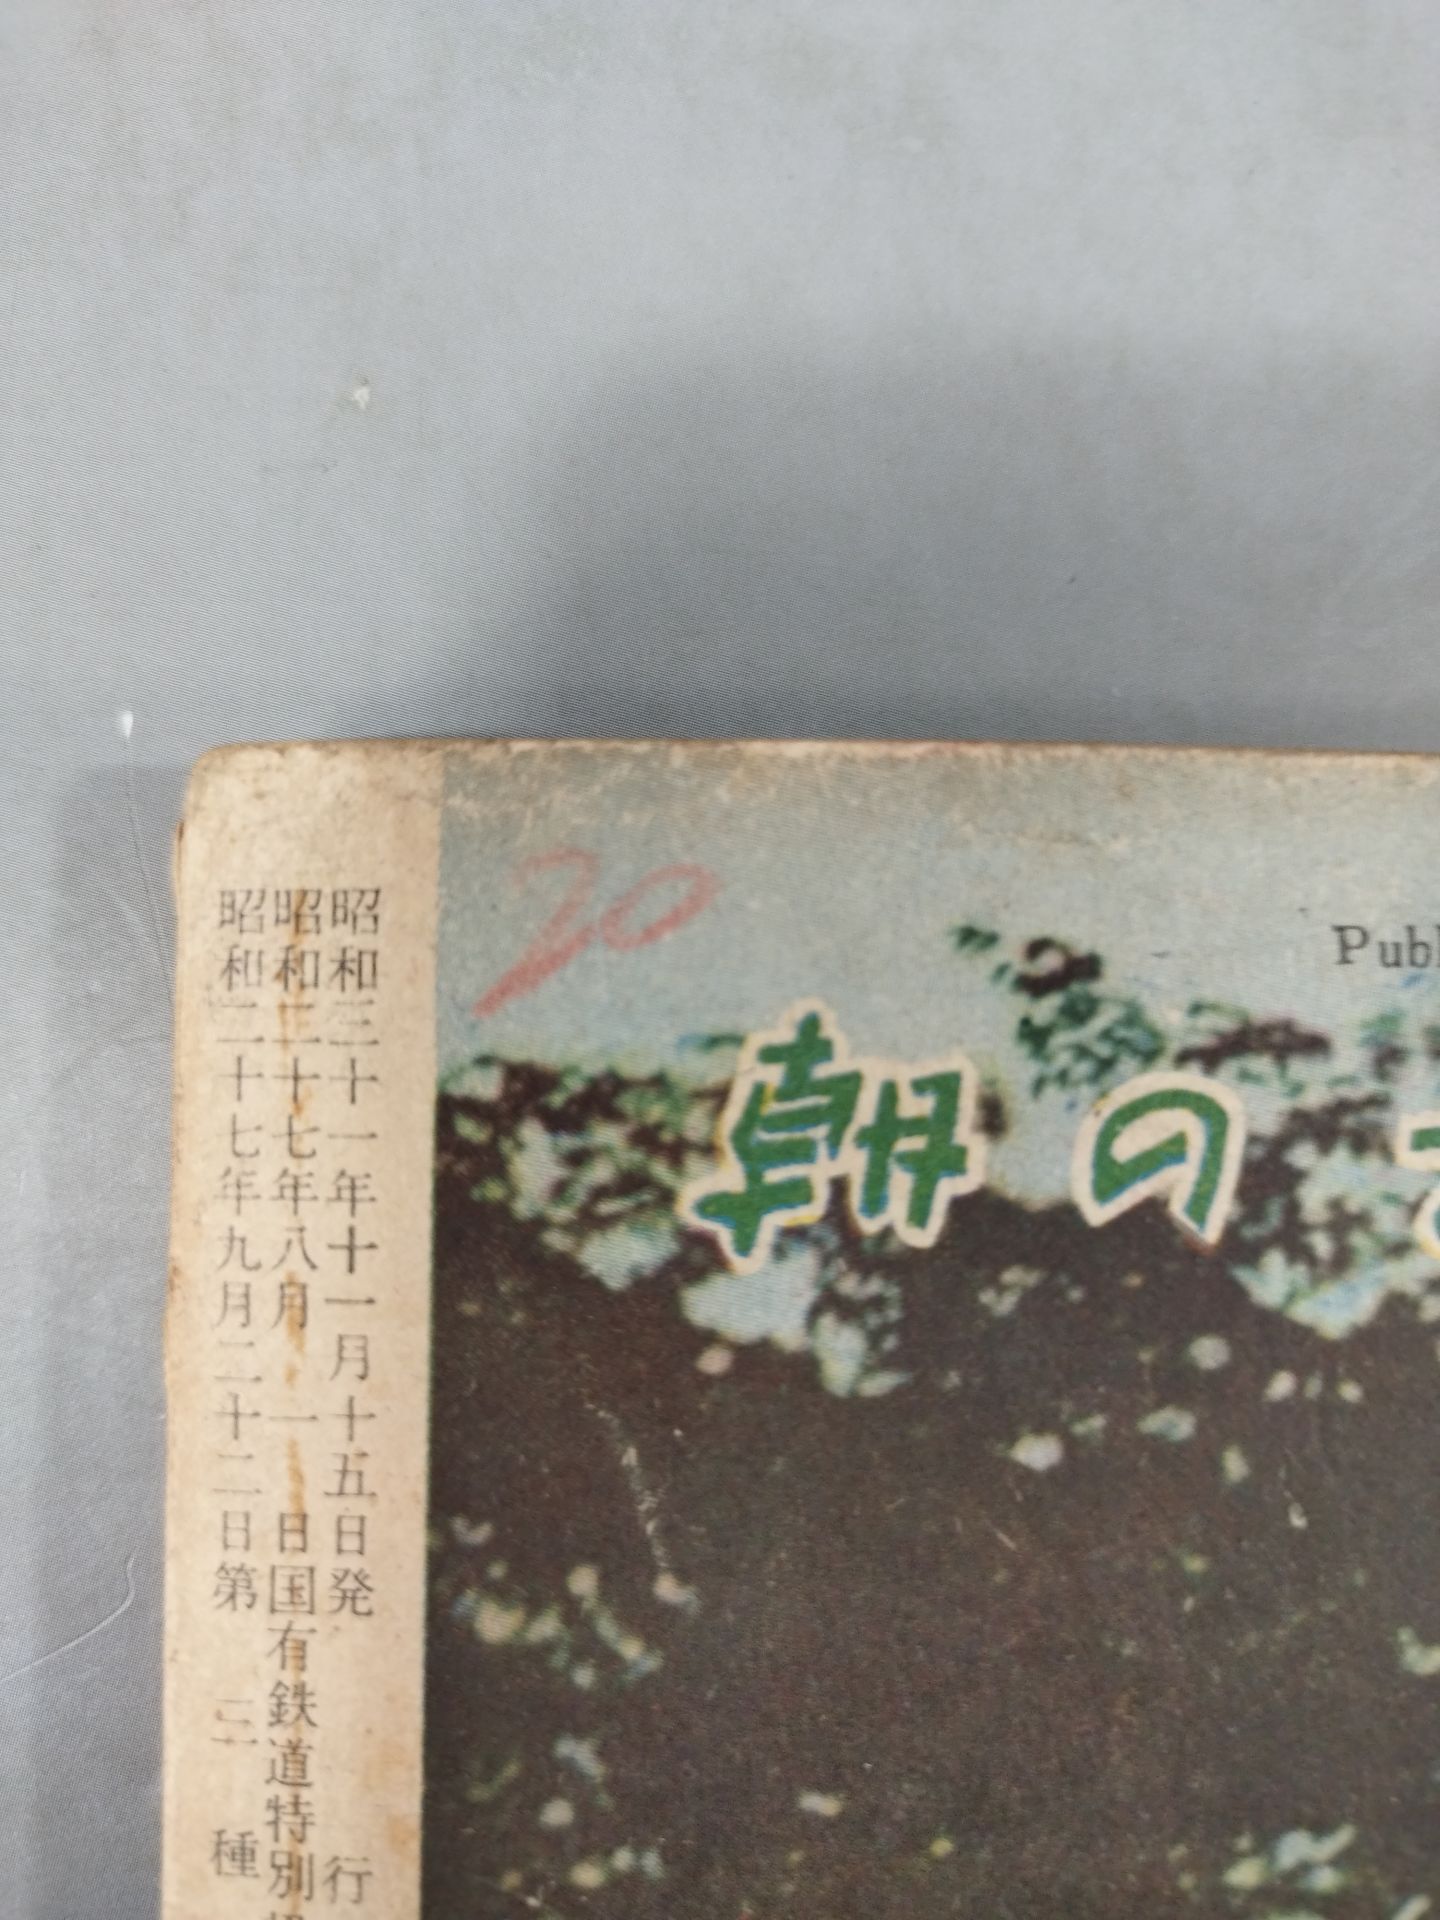 昭和三十一年十一月十五日発 行
昭和二十七年八月一日国有鉄道特別
昭和二十七年九月二十二日第三種
20
Publ
朝の